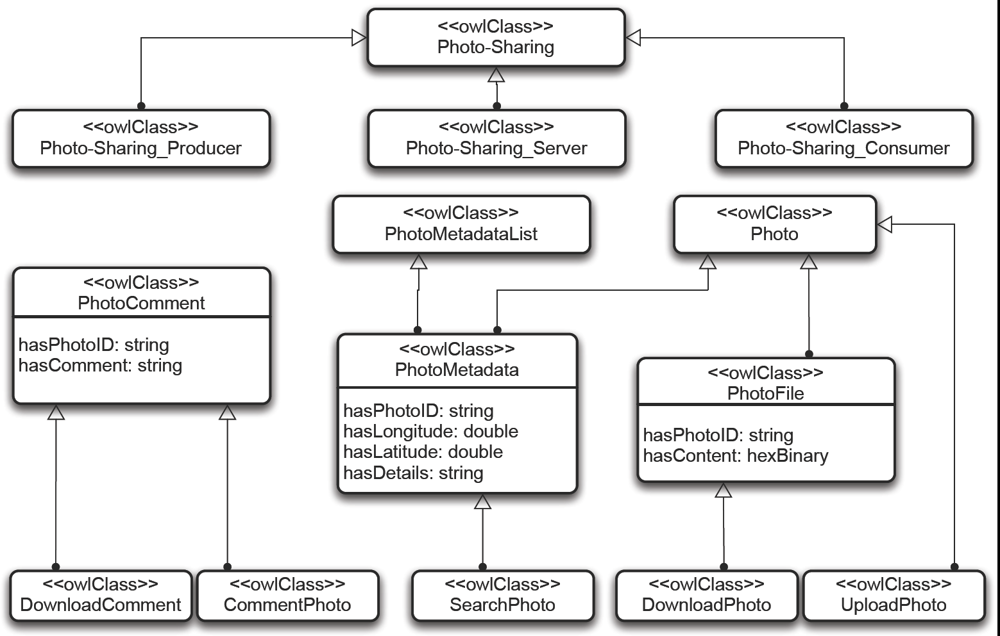 <<owlClass>>
Photo-Sharing
<<owlClass>>
Photo-Sharing_Producer
<<owlClass>>
Photo-Sharing_Server
<<owlClass>>
Photo-Sharing_Consumer
<<owlClass>>
PhotoMetadataList
<<owlClass>>
Photo
<<owlClass>>
PhotoComment
hasPhotoID: string
hasComment: string
<<owlClass>>
PhotoMetadata
hasPhotoID: string
hasLongitude: double
hasLatitude: double
hasDetails: string
<<owlClass>>
PhotoFile
hasPhotoID: string
hasContent: hexBinary
<<owlClass>>
DownloadComment
<<owlClass>>
CommentPhoto
<<owlClass>>
SearchPhoto
<<owlClass>>
DownloadPhoto
<<owlClass>>
UploadPhoto